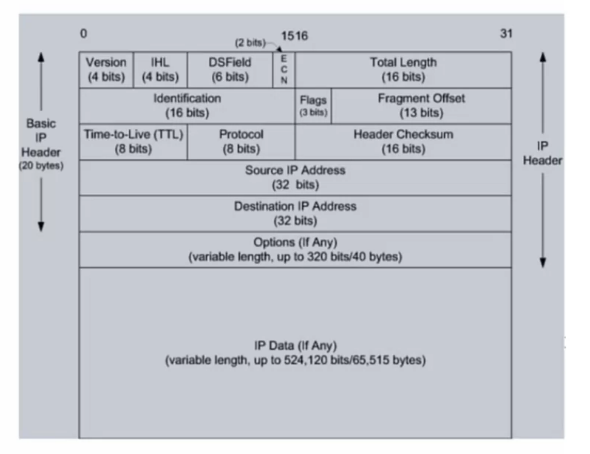 0 1516 31
(2 bits)
Version IHL DSField E C N Total Length
(4 bits) (4 bits) (6 bits) (16 bits)
Identification Flags Fragment Offset
(16 bits) (3 bits) (13 bits)
Time-to-Live (TTL) Protocol Header Checksum
(8 bits) (8 bits) (16 bits)
Source IP Address
(32 bits)
Destination IP Address
(32 bits)
Options (If Any)
(variable length, up to 320 bits/40 bytes)
IP Data (If Any)
(variable length, up to 524,120 bits/65,515 bytes)
Basic
IP
Header
(20 bytes)
IP
Header